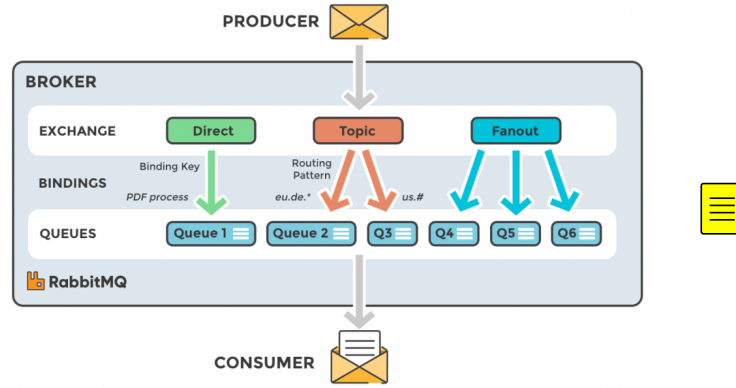 PRODUCER
BROKER
EXCHANGE Direct Topic Fanout
Binding Key Routing Pattern
BINDINGS PDF process eu.de.* us.#
QUEUES Queue 1 Queue 2 Q3 Q4 Q5 Q6
RabbitMQ
CONSUMER